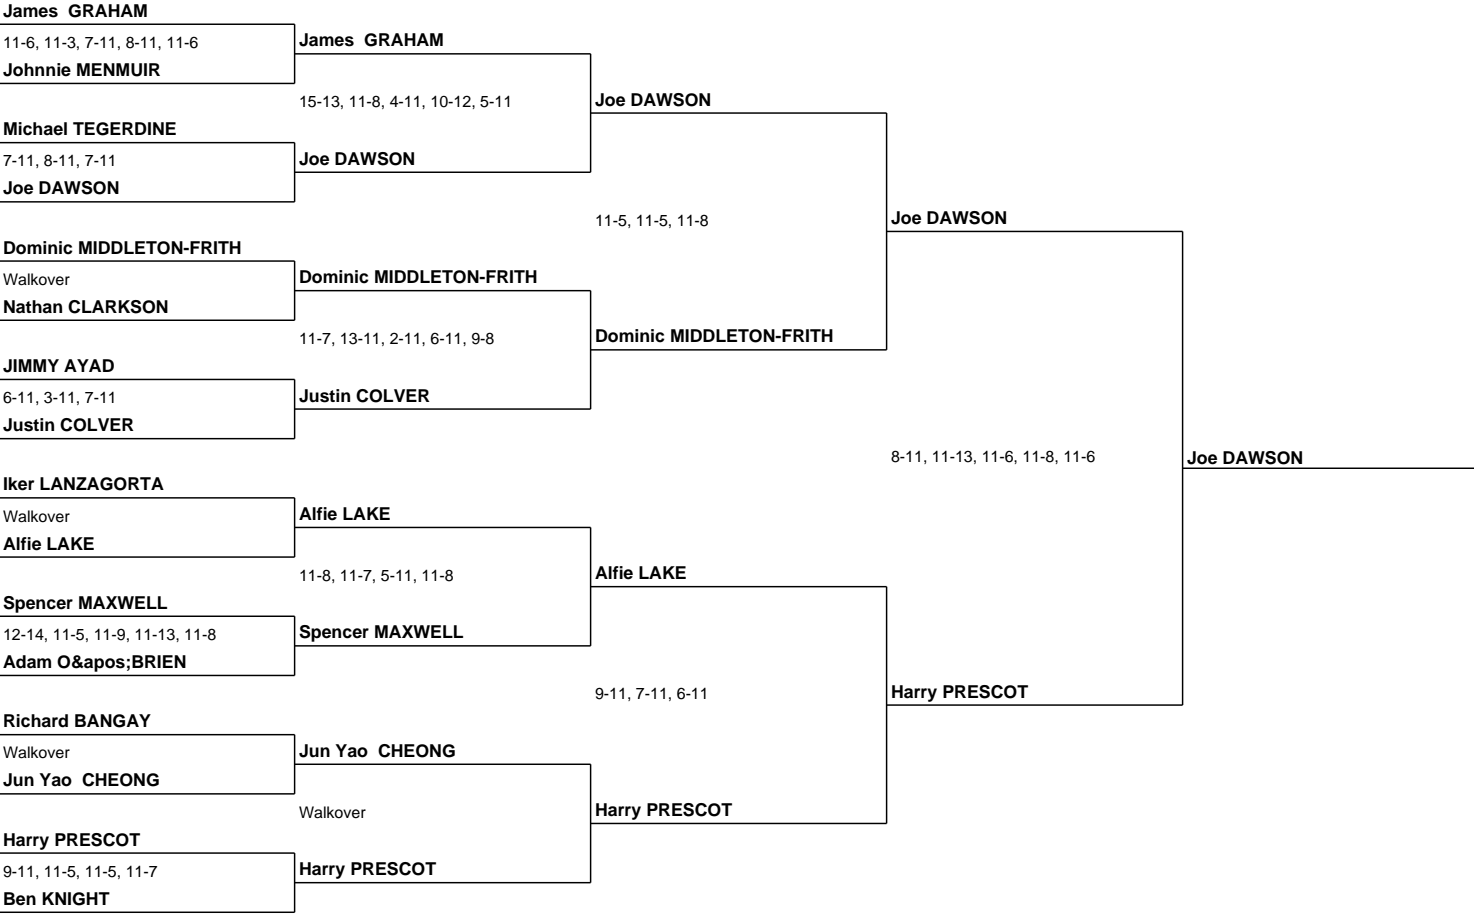 James  GRAHAM
11-6, 11-3, 7-11, 8-11, 11-6
Johnnie MENMUIR
Michael TEGERDINE
7-11, 8-11, 7-11
Joe DAWSON
Dominic MIDDLETON-FRITH
Walkover
Nathan CLARKSON
JIMMY AYAD
6-11, 3-11, 7-11
Justin COLVER
Iker LANZAGORTA
Walkover
Alfie LAKE
Spencer MAXWELL
12-14, 11-5, 11-9, 11-13, 11-8
Adam O&apos;BRIEN
Richard BANGAY
Walkover
Jun Yao  CHEONG
Harry PRESCOT
9-11, 11-5, 11-5, 11-7
Ben KNIGHT
James  GRAHAM
15-13, 11-8, 4-11, 10-12, 5-11
Joe DAWSON
Dominic MIDDLETON-FRITH
11-7, 13-11, 2-11, 6-11, 9-8
Justin COLVER
Alfie LAKE
11-8, 11-7, 5-11, 11-8
Spencer MAXWELL
Jun Yao  CHEONG
Walkover
Harry PRESCOT
Joe DAWSON
11-5, 11-5, 11-8
Dominic MIDDLETON-FRITH
Alfie LAKE
9-11, 7-11, 6-11
Harry PRESCOT
Joe DAWSON
8-11, 11-13, 11-6, 11-8, 11-6
Harry PRESCOT
Joe DAWSON